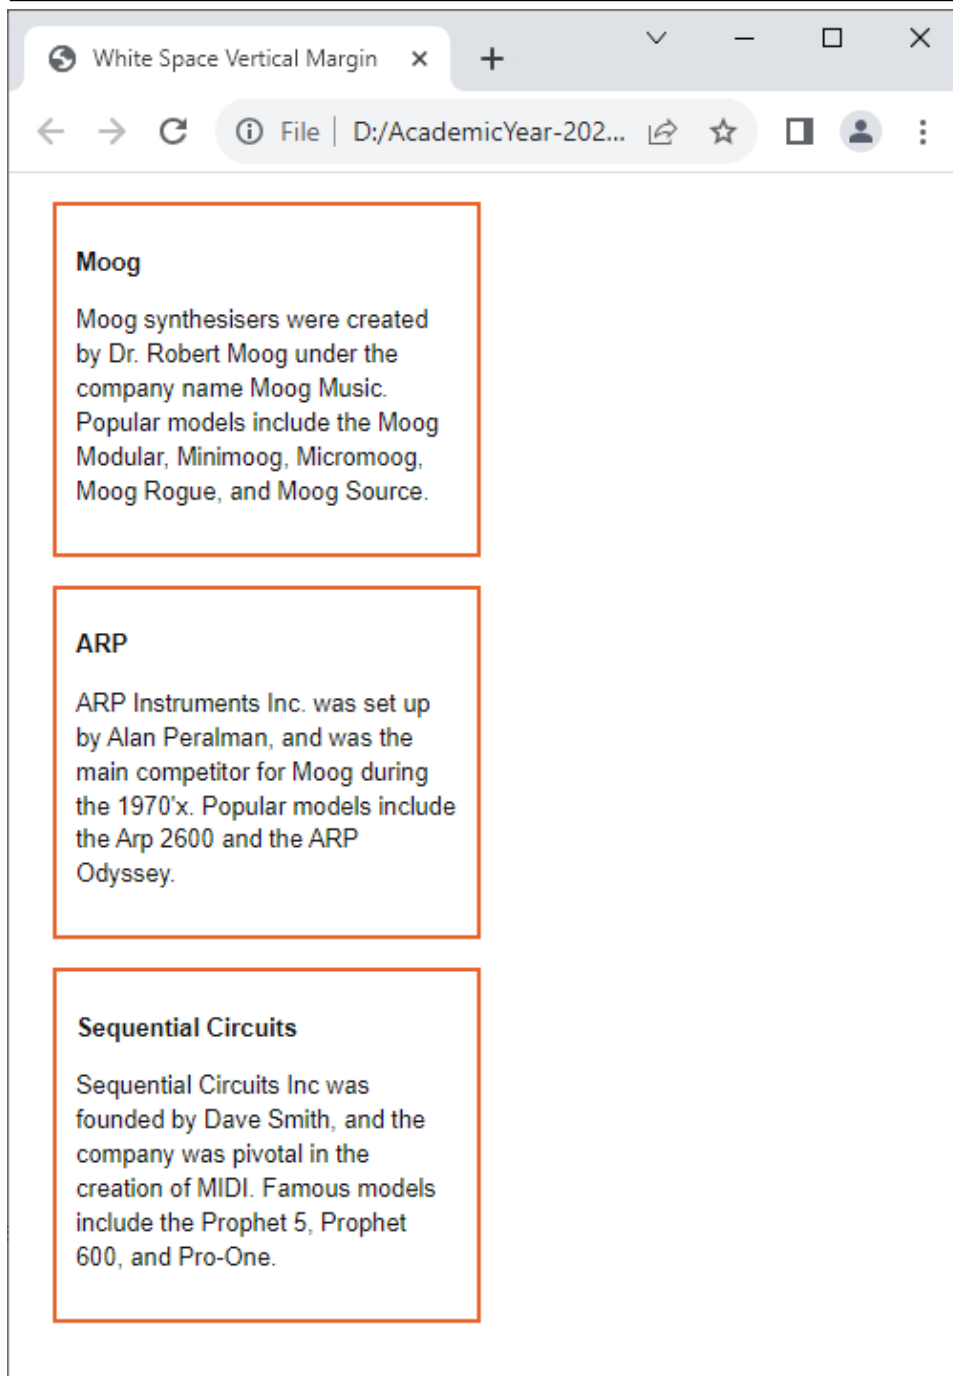 White Space Vertical Margin
File
D:/AcademicYear-202...
Moog
Moog synthesisers were created
by Dr. Robert Moog under the
company name Moog Music.
Popular models include the Moog
Modular, Minimoog, Micromoog,
Moog Rogue, and Moog Source.
ARP
ARP Instruments Inc. was set up
by Alan Peralman, and was the
main competitor for Moog during
the 1970'x. Popular models include
the Arp 2600 and the ARP
Odyssey.
Sequential Circuits
Sequential Circuits Inc was
founded by Dave Smith, and the
company was pivotal in the
creation of MIDI. Famous models
include the Prophet 5, Prophet
600, and Pro-One.